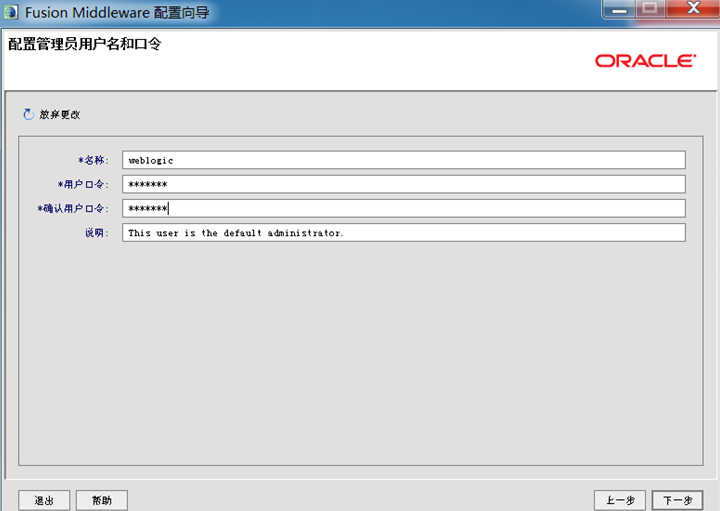 Fusion Middleware 配置向导
配置管理员用户名和口令
ORACLE
放弃更改
*名称: weblogic
*用户口令: *******
*确认用户口令: *******
说明: This user is the default administrator.
退出 帮助 上一步 下一步